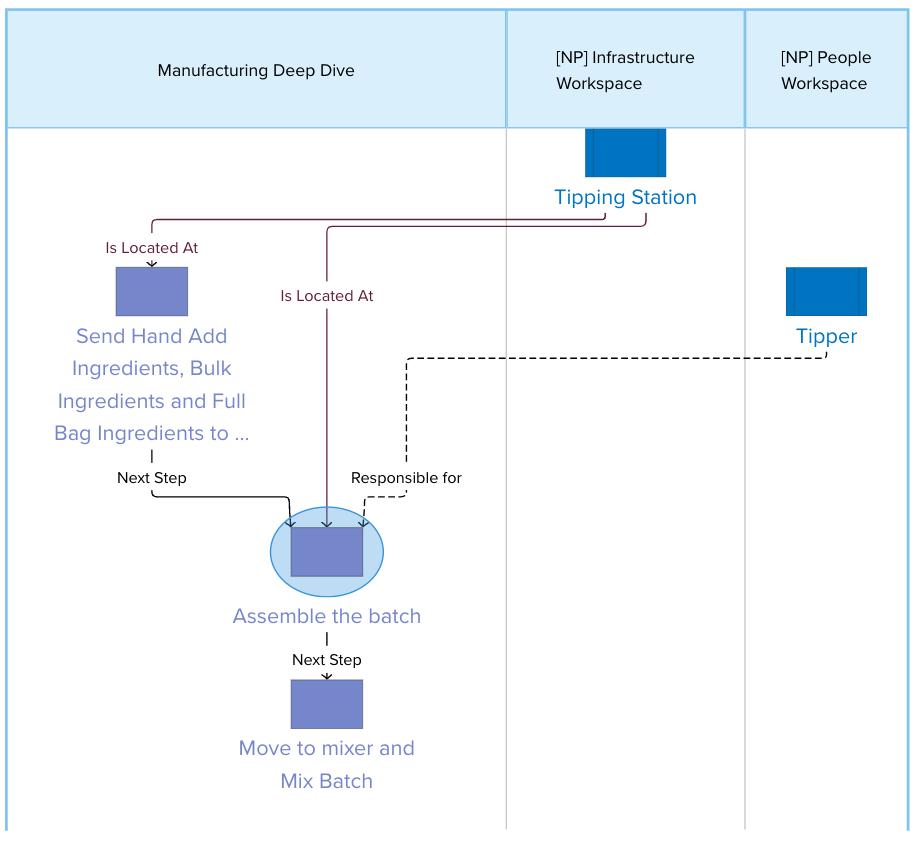 Manufacturing Deep Dive
[NP] Infrastructure
Workspace
[NP] People
Workspace
Tipping Station
Is Located At
Is Located At
Send Hand Add
Ingredients, Bulk
Ingredients and Full
Bag Ingredients to ...
Tipper
Next Step
Responsible for
Assemble the batch
Next Step
Move to mixer and
Mix Batch